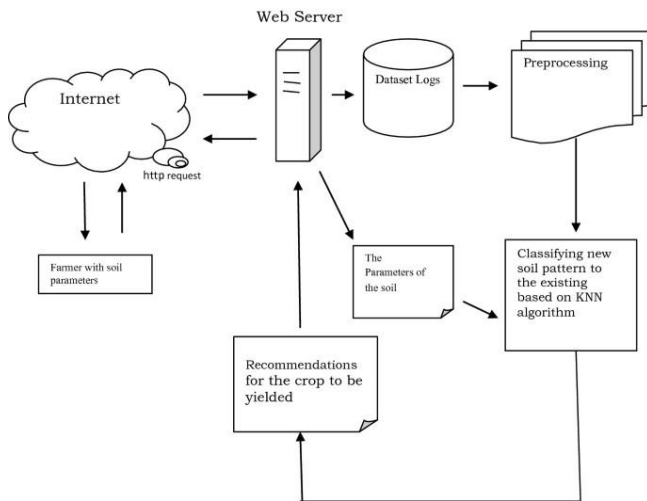 Web Server
Internet
Dataset Logs
Preprocessing
http request
Farmer with soil
parameters
The
Parameters of
the soil
Classifying new
soil pattern to
the existing
based on KNN
algorithm
Recommendations
for the crop to be
yielded